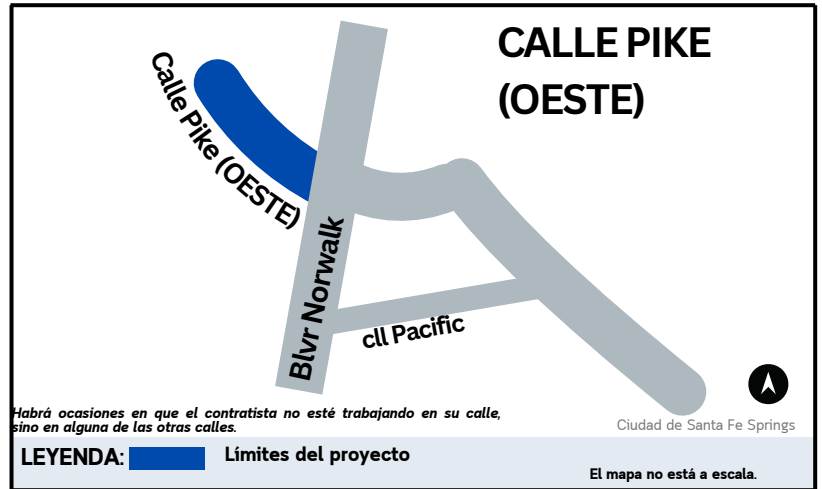 CALLE PIKE
(OESTE)
Calle Pike (OESTE)
Blvr Norwalk
cll Pacific
Habrá ocasiones en que el contratista no esté trabajando en su calle,
sino en alguna de las otras calles.
Ciudad de Santa Fe Springs
LEYENDA:
Límites del proyecto
El mapa no está a escala.